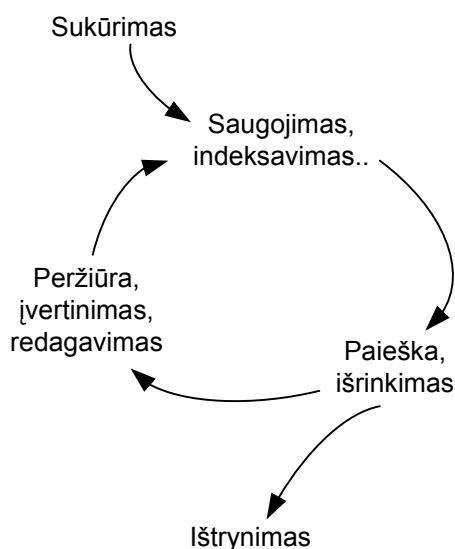 Sukūrimas
Saugojimas,
indeksavimas..
Peržiūra,
įvertinimas,
redagavimas
Paieška,
išrinkimas
Ištrynimas